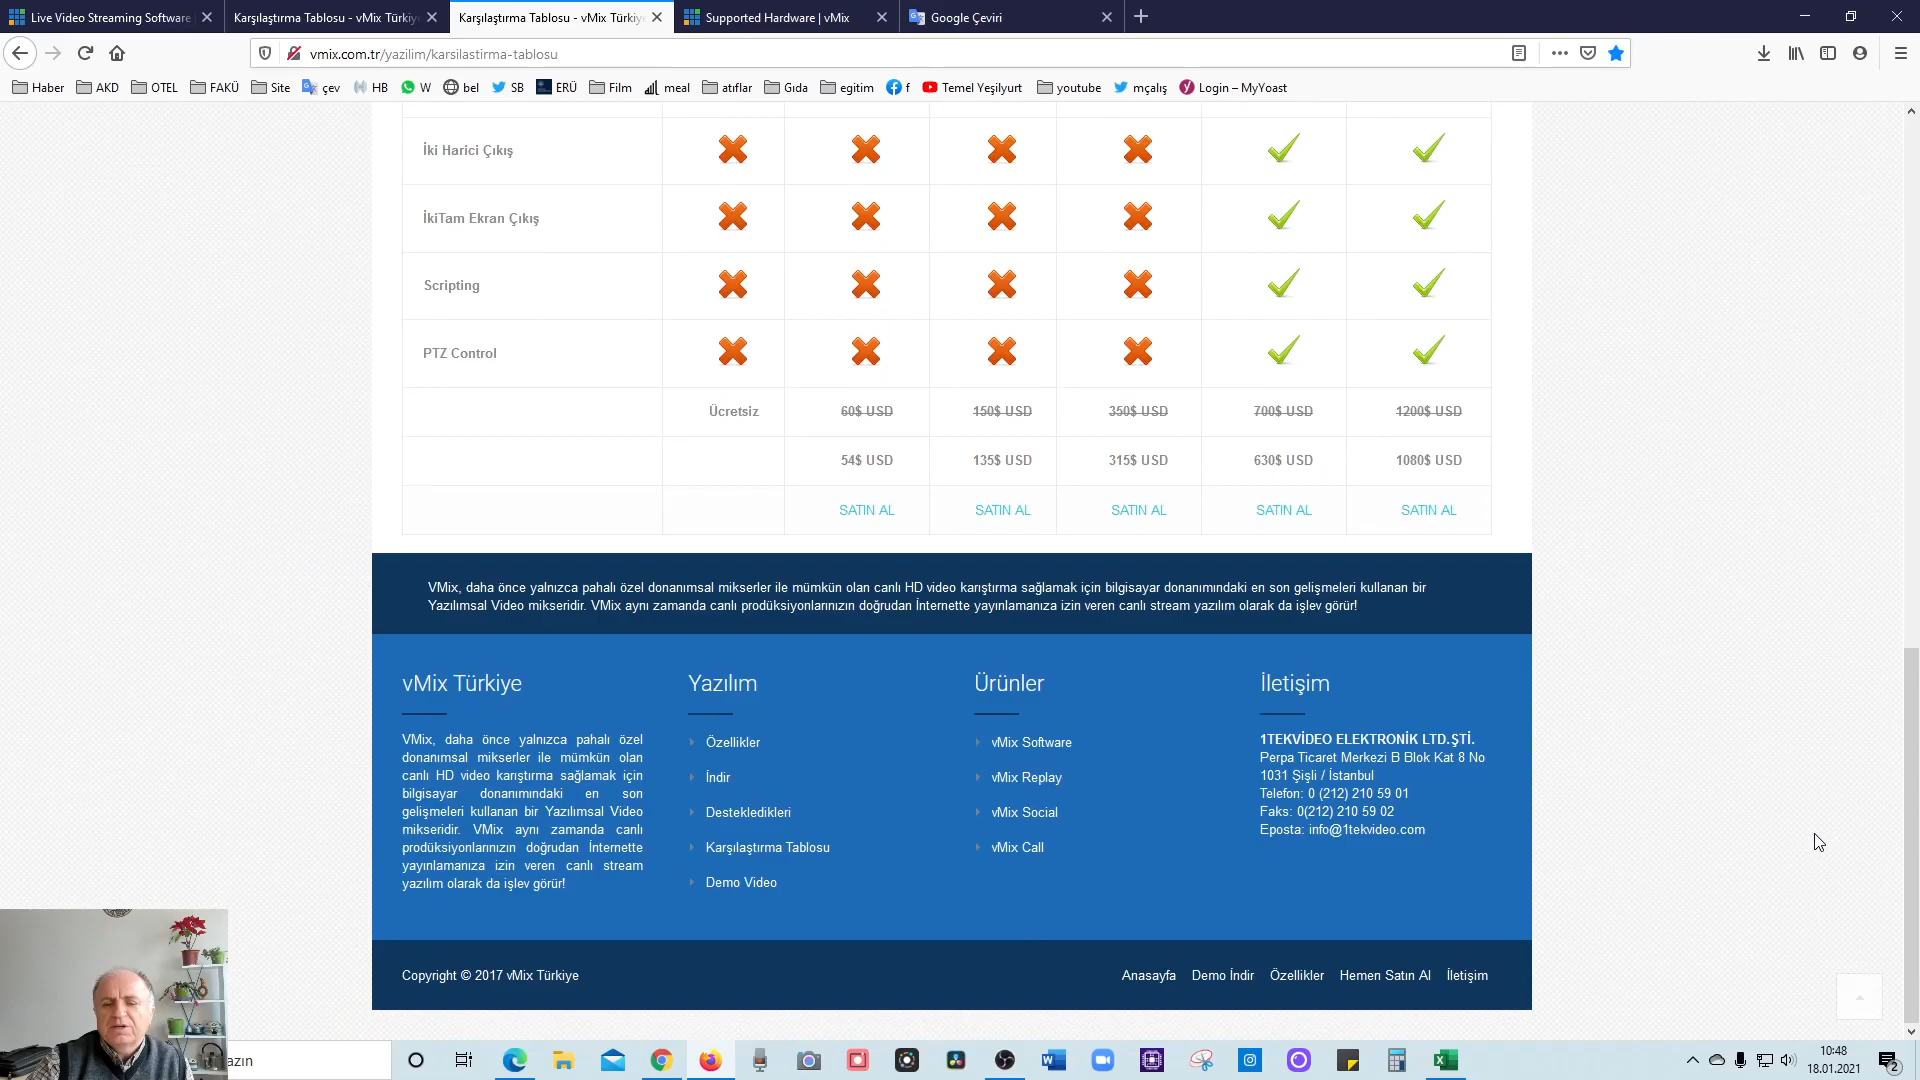 Live Video Streaming Software
Karşılaştırma Tablosu - vMix Türkiy
Karşılaştırma Tablosu - vMix Türkiy
Supported Hardware | vMix
Google Çeviri
vmix.com.tr/yazilim/karsilastirma-tablosu
Haber
AKD
OTEL
FAKÜ
Site
çev
HB
W
bel
SB
ERÜ
Film
meal
atıflar
Gıda
egitim
f
Temel Yeşilyurt
youtube
mçalış
Login – MyYoast
İki Harici Çıkış
İkiTam Ekran Çıkış
Scripting
PTZ Control
Ücretsiz
60$ USD
150$ USD
350$ USD
700$ USD
1200$ USD
54$ USD
135$ USD
315$ USD
630$ USD
1080$ USD
SATIN AL
SATIN AL
SATIN AL
SATIN AL
SATIN AL
VMix, daha önce yalnızca pahalı özel donanımsal mikserler ile mümkün olan canlı HD video karıştırma sağlamak için bilgisayar donanımındaki en son gelişmeleri kullanan bir
Yazılımsal Video mikseridir. VMix aynı zamanda canlı prodüksiyonlarınızın doğrudan İnternette yayınlamanıza izin veren canlı stream yazılım olarak da işlev görür!
vMix Türkiye
VMix, daha önce yalnızca pahalı özel
donanımsal mikserler ile mümkün olan
canlı HD video karıştırma sağlamak için
bilgisayar donanımındaki en son
gelişmeleri kullanan bir Yazılımsal Video
mikseridir. VMix aynı zamanda canlı
prodüksiyonlarınızın doğrudan İnternette
yayınlamanıza izin veren canlı stream
yazılım olarak da işlev görür!
Yazılım
Özellikler
İndir
Destekledikleri
Karşılaştırma Tablosu
Demo Video
Ürünler
vMix Software
vMix Replay
vMix Social
vMix Call
İletişim
1TEKVİDEO ELEKTRONİK LTD.ŞTİ.
Perpa Ticaret Merkezi B Blok Kat 8 No
1031 Şişli / İstanbul
Telefon: 0 (212) 210 59 01
Faks: 0(212) 210 59 02
Eposta: info@1tekvideo.com
Copyright © 2017 vMix Türkiye
Anasayfa
Demo İndir
Özellikler
Hemen Satın Al
İletişim
azın
10:48
18.01.2021
2